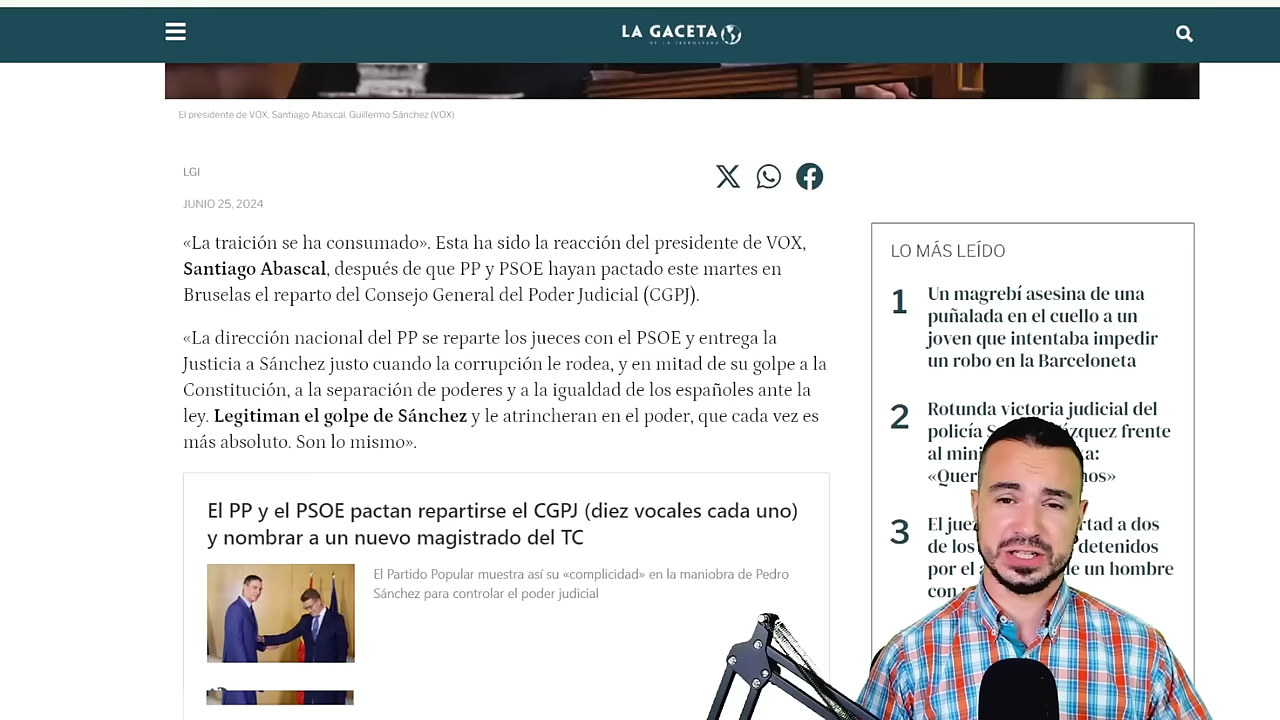 LA GACETA
DE LA IBEROSFERA
El presidente de VOX, Santiago Abascal. Guillermo Sánchez (VOX)
LGI
JUNIO 25, 2024
«La traición se ha consumado». Esta ha sido la reacción del presidente de VOX,
Santiago Abascal, después de que PP y PSOE hayan pactado este martes en
Bruselas el reparto del Consejo General del Poder Judicial (CGPJ).
«La dirección nacional del PP se reparte los jueces con el PSOE y entrega la
Justicia a Sánchez justo cuando la corrupción le rodea, y en mitad de su golpe a la
Constitución, a la separación de poderes y a la igualdad de los españoles ante la
ley. Legitiman el golpe de Sánchez y le atrincheran en el poder, que cada vez es
más absoluto. Son lo mismo».
El PP y el PSOE pactan repartirse el CGPJ (diez vocales cada uno)
y nombrar a un nuevo magistrado del TC
El Partido Popular muestra así su «complicidad» en la maniobra de Pedro
Sánchez para controlar el poder judicial
LO MÁS LEÍDO
1
Un magrebí asesina de una
puñalada en el cuello a un
joven que intentaba impedir
un robo en la Barceloneta
2
Rotunda victoria judicial del
policía frente
al
3
El a dos
de los detenidos
por el de un hombre
con